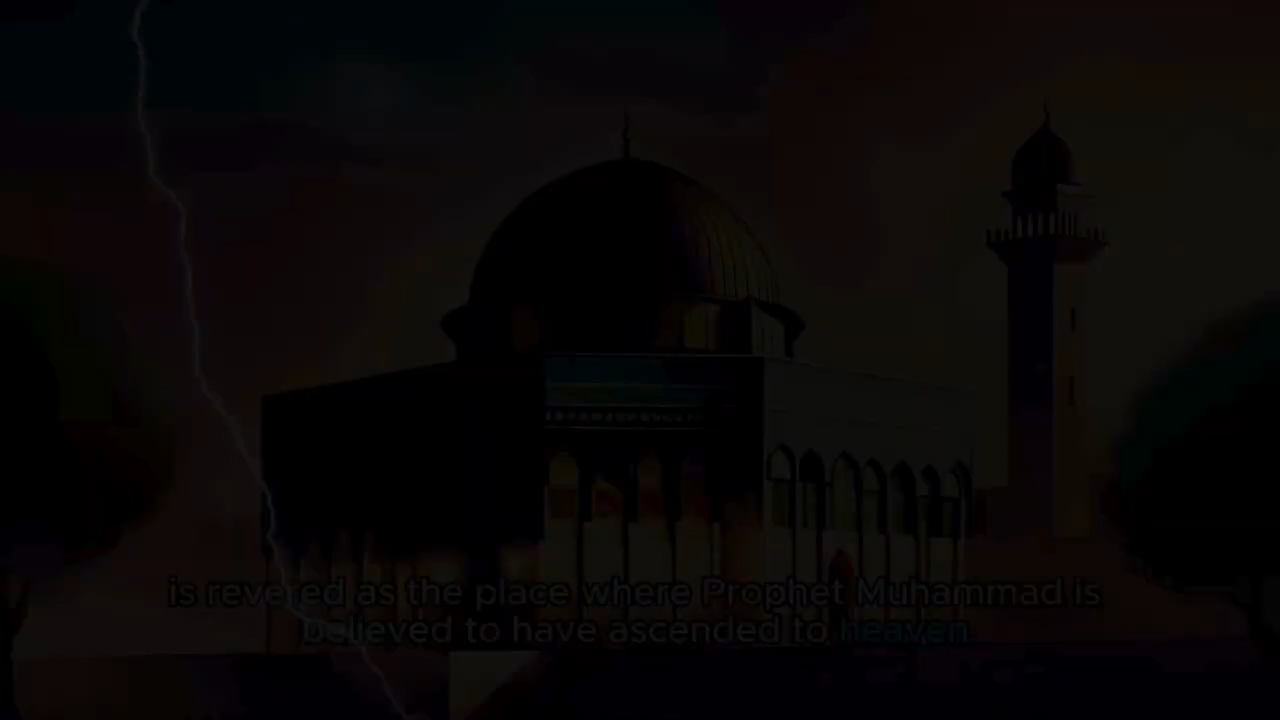 is revered as the place where Prophet Muhammad is
believed to have ascended to heaven